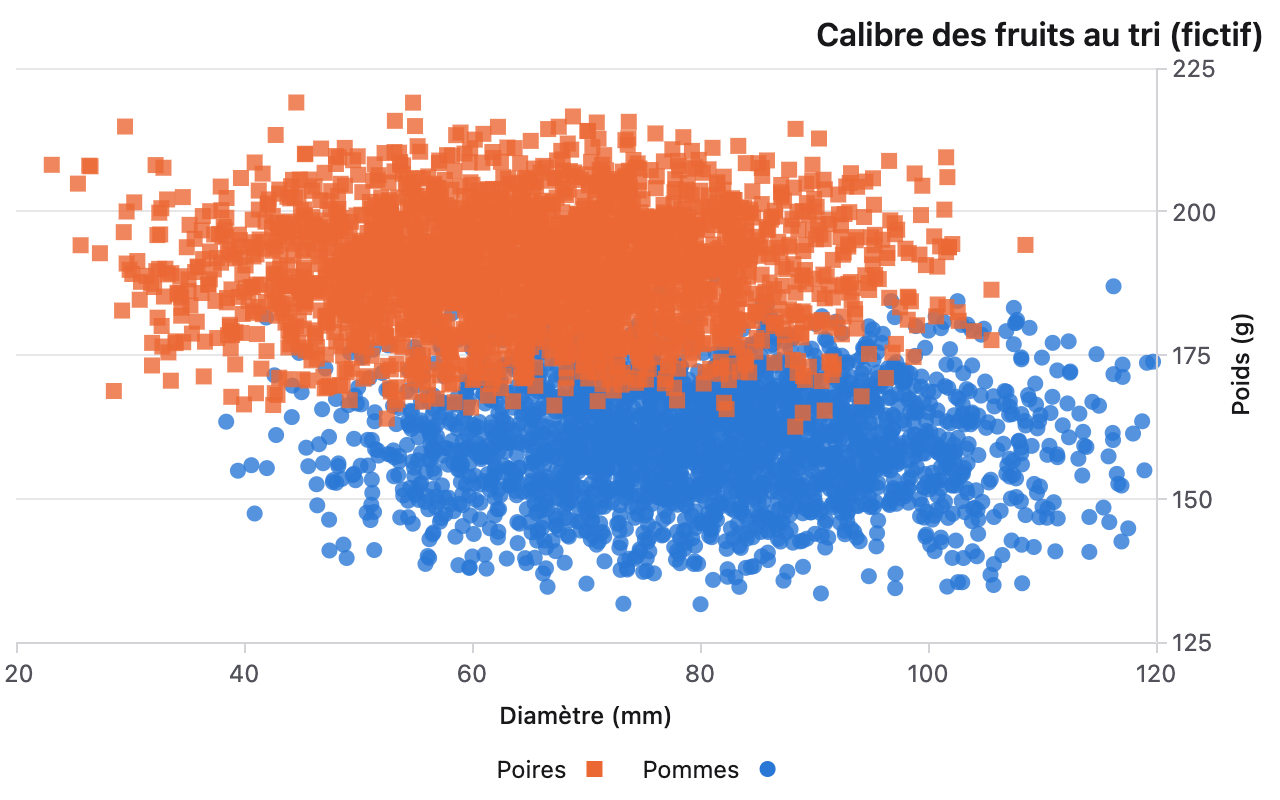 Calibre des fruits au tri (fictif)
225
200
175
150
125
Poids (g)
20 40 60 80 100 120
Diamètre (mm)
Poires Pommes